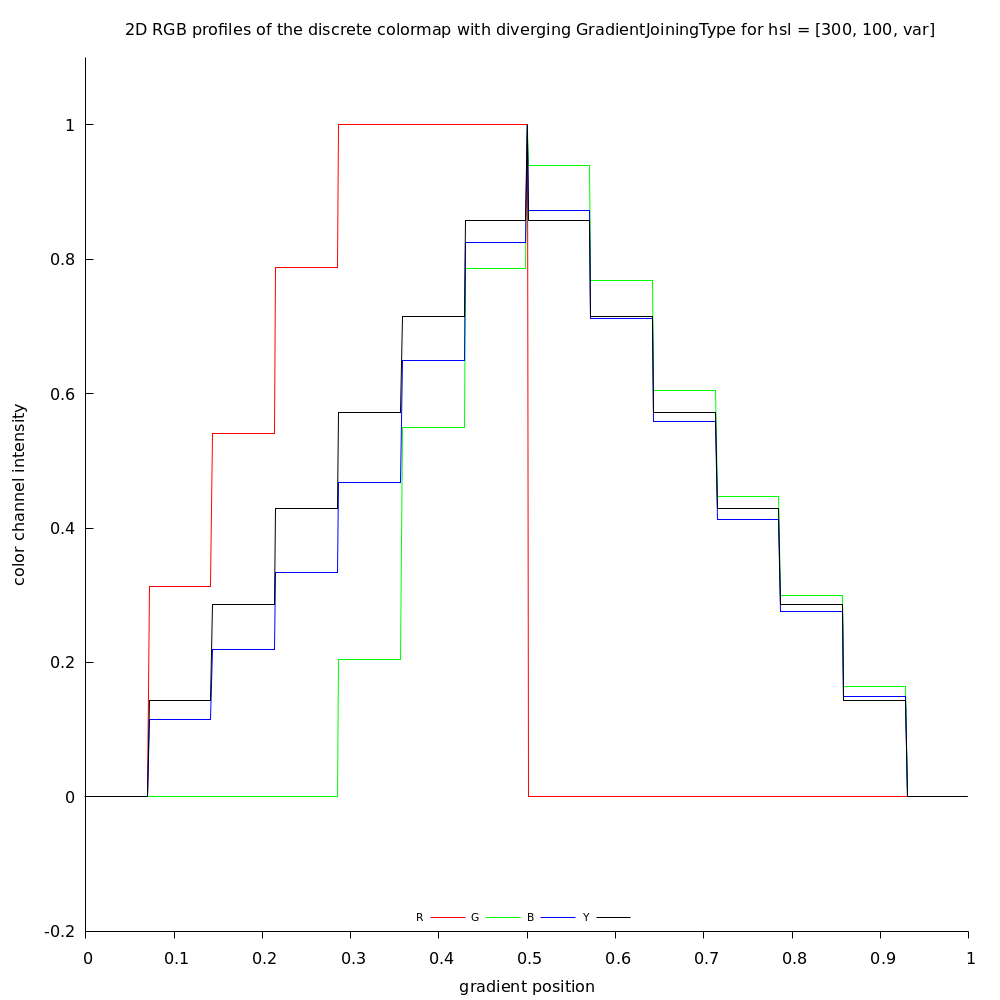 2D RGB profiles of the discrete colormap with diverging GradientJoiningType for hsl = [300, 100, var]
1
0.8
0.6
0.4
0.2
0
-0.2
color channel intensity
R G B Y
0 0.1 0.2 0.3 0.4 0.5 0.6 0.7 0.8 0.9 1
gradient position